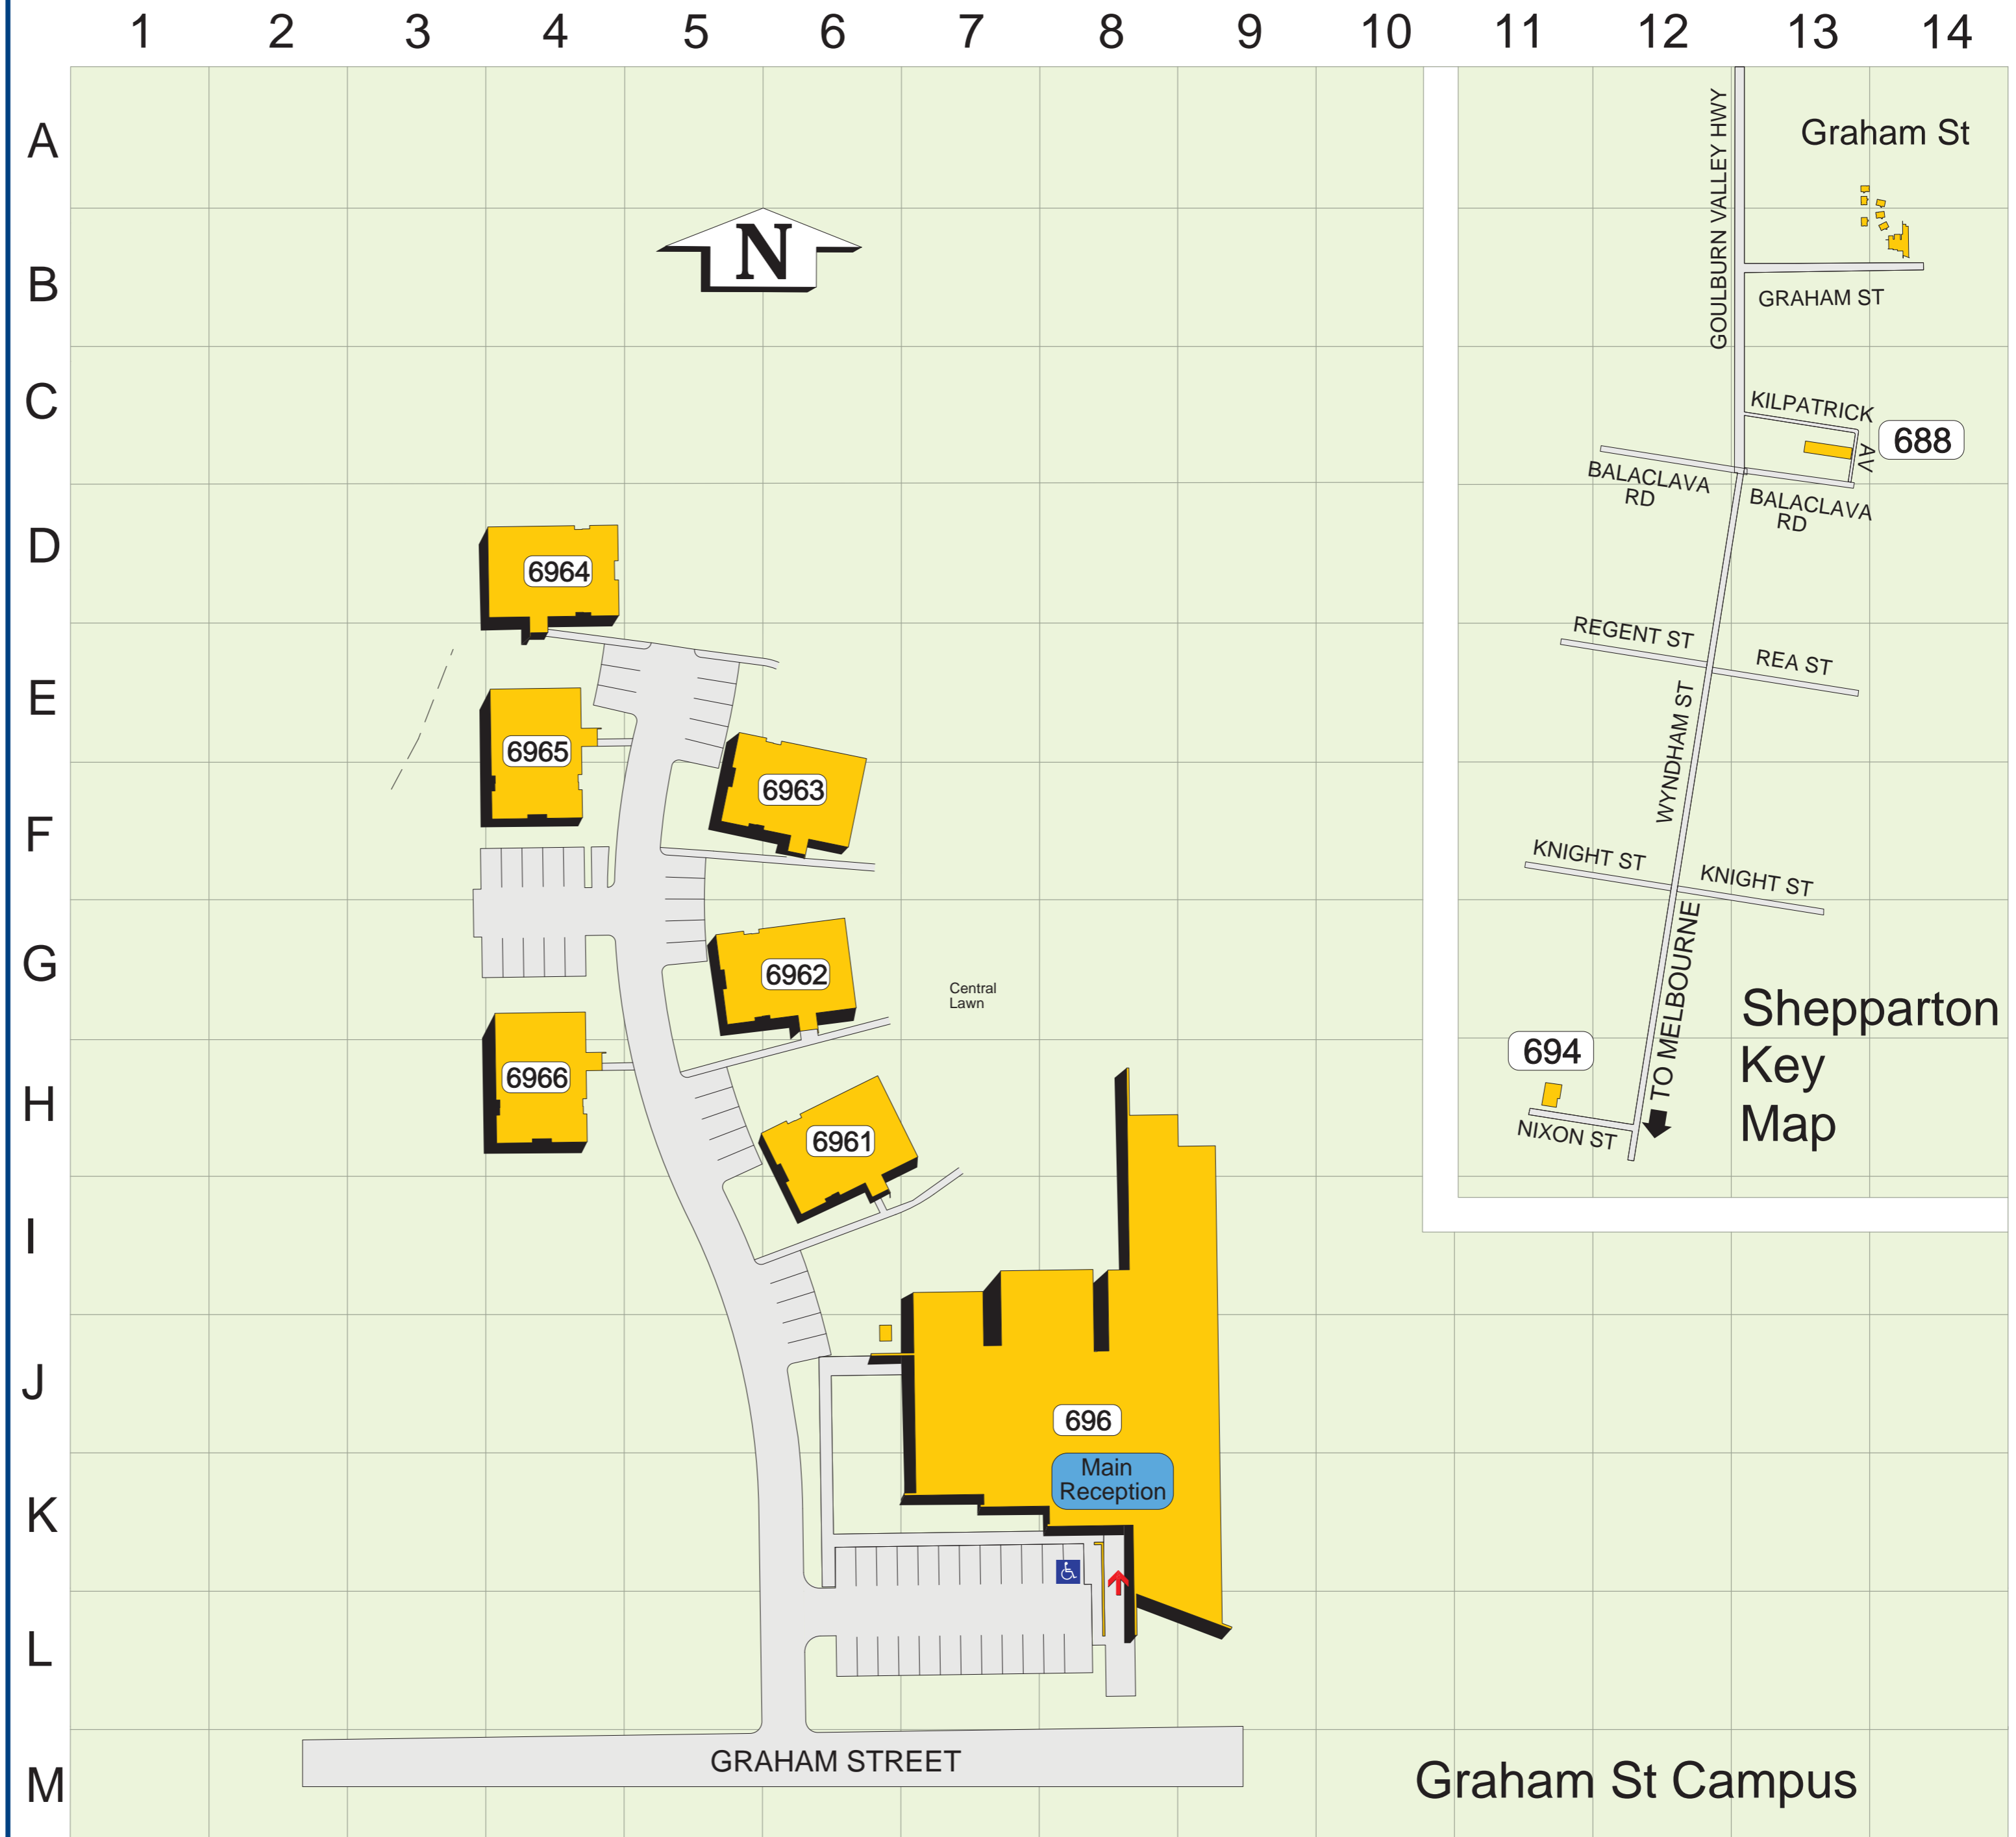 1 2 3 4 5 6 7 8 9 10 11 12 13 14
A
B
C
D
E
F
G
H
I
J
K
L
M
N
6964
6965
6963
6962
Central
Lawn
6966
6961
696
Main
Reception
GRAHAM STREET
Graham St Campus
GOULBURN VALLEY HWY
Graham St
GRAHAM ST
KILPATRICK
AV
688
BALACLAVA
RD
BALACLAVA
RD
REGENT ST
REA ST
WYNDHAM ST
KNIGHT ST
KNIGHT ST
TO MELBOURNE
694
NIXON ST
Shepparton
Key
Map